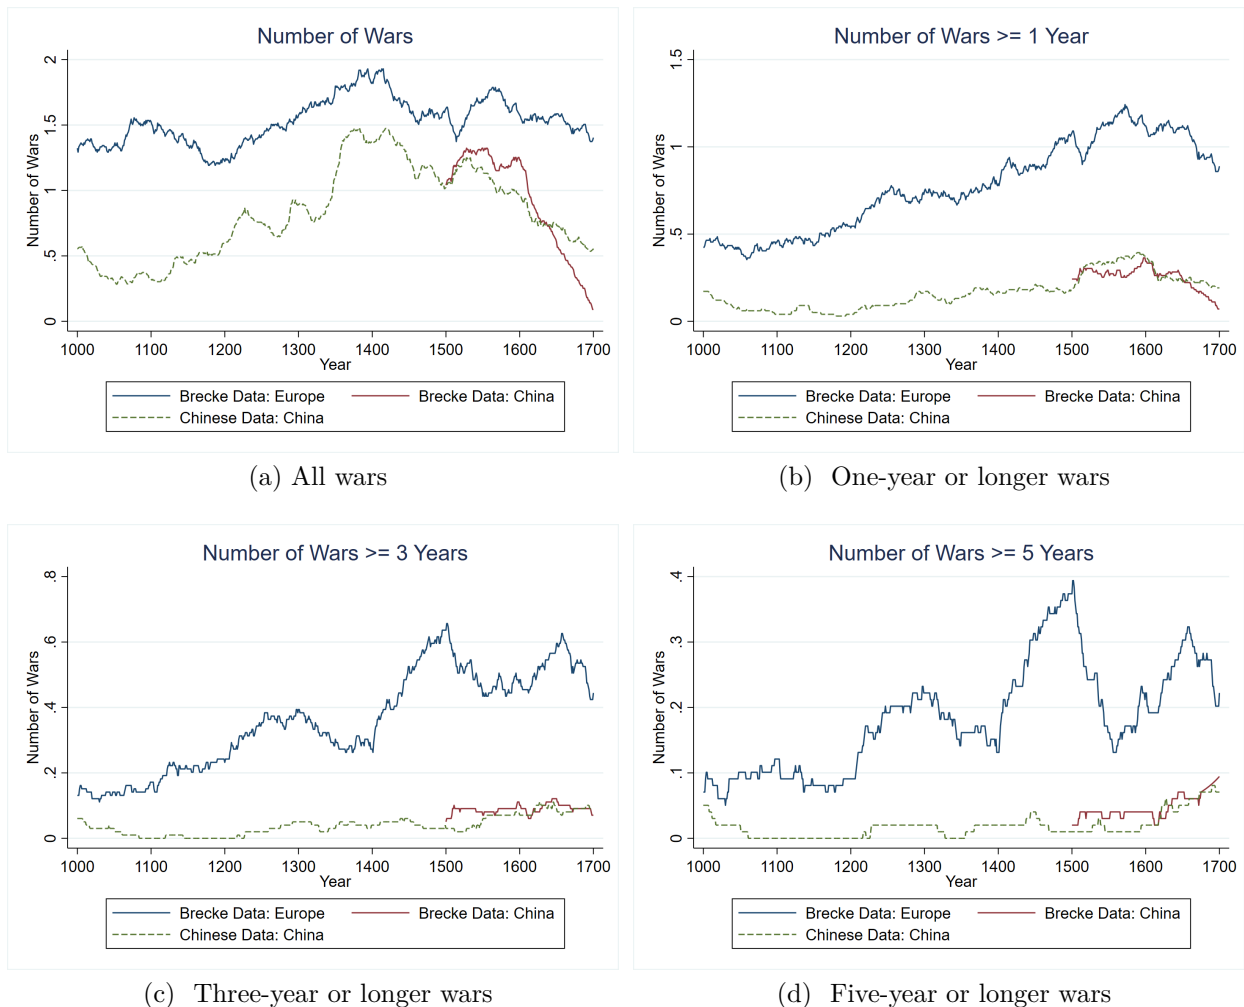 Number of Wars
Number of Wars
2
1.5
1
.5
0
1000 1100 1200 1300 1400 1500 1600 1700
Year
Brecke Data: Europe Brecke Data: China
Chinese Data: China
(a) All wars
Number of Wars >= 1 Year
Number of Wars
1.5
1
.5
0
1000 1100 1200 1300 1400 1500 1600 1700
Year
Brecke Data: Europe Brecke Data: China
Chinese Data: China
(b) One-year or longer wars
Number of Wars >= 3 Years
Number of Wars
.8
.6
.4
.2
0
1000 1100 1200 1300 1400 1500 1600 1700
Year
Brecke Data: Europe Brecke Data: China
Chinese Data: China
(c) Three-year or longer wars
Number of Wars >= 5 Years
Number of Wars
.4
.3
.2
.1
0
1000 1100 1200 1300 1400 1500 1600 1700
Year
Brecke Data: Europe Brecke Data: China
Chinese Data: China
(d) Five-year or longer wars